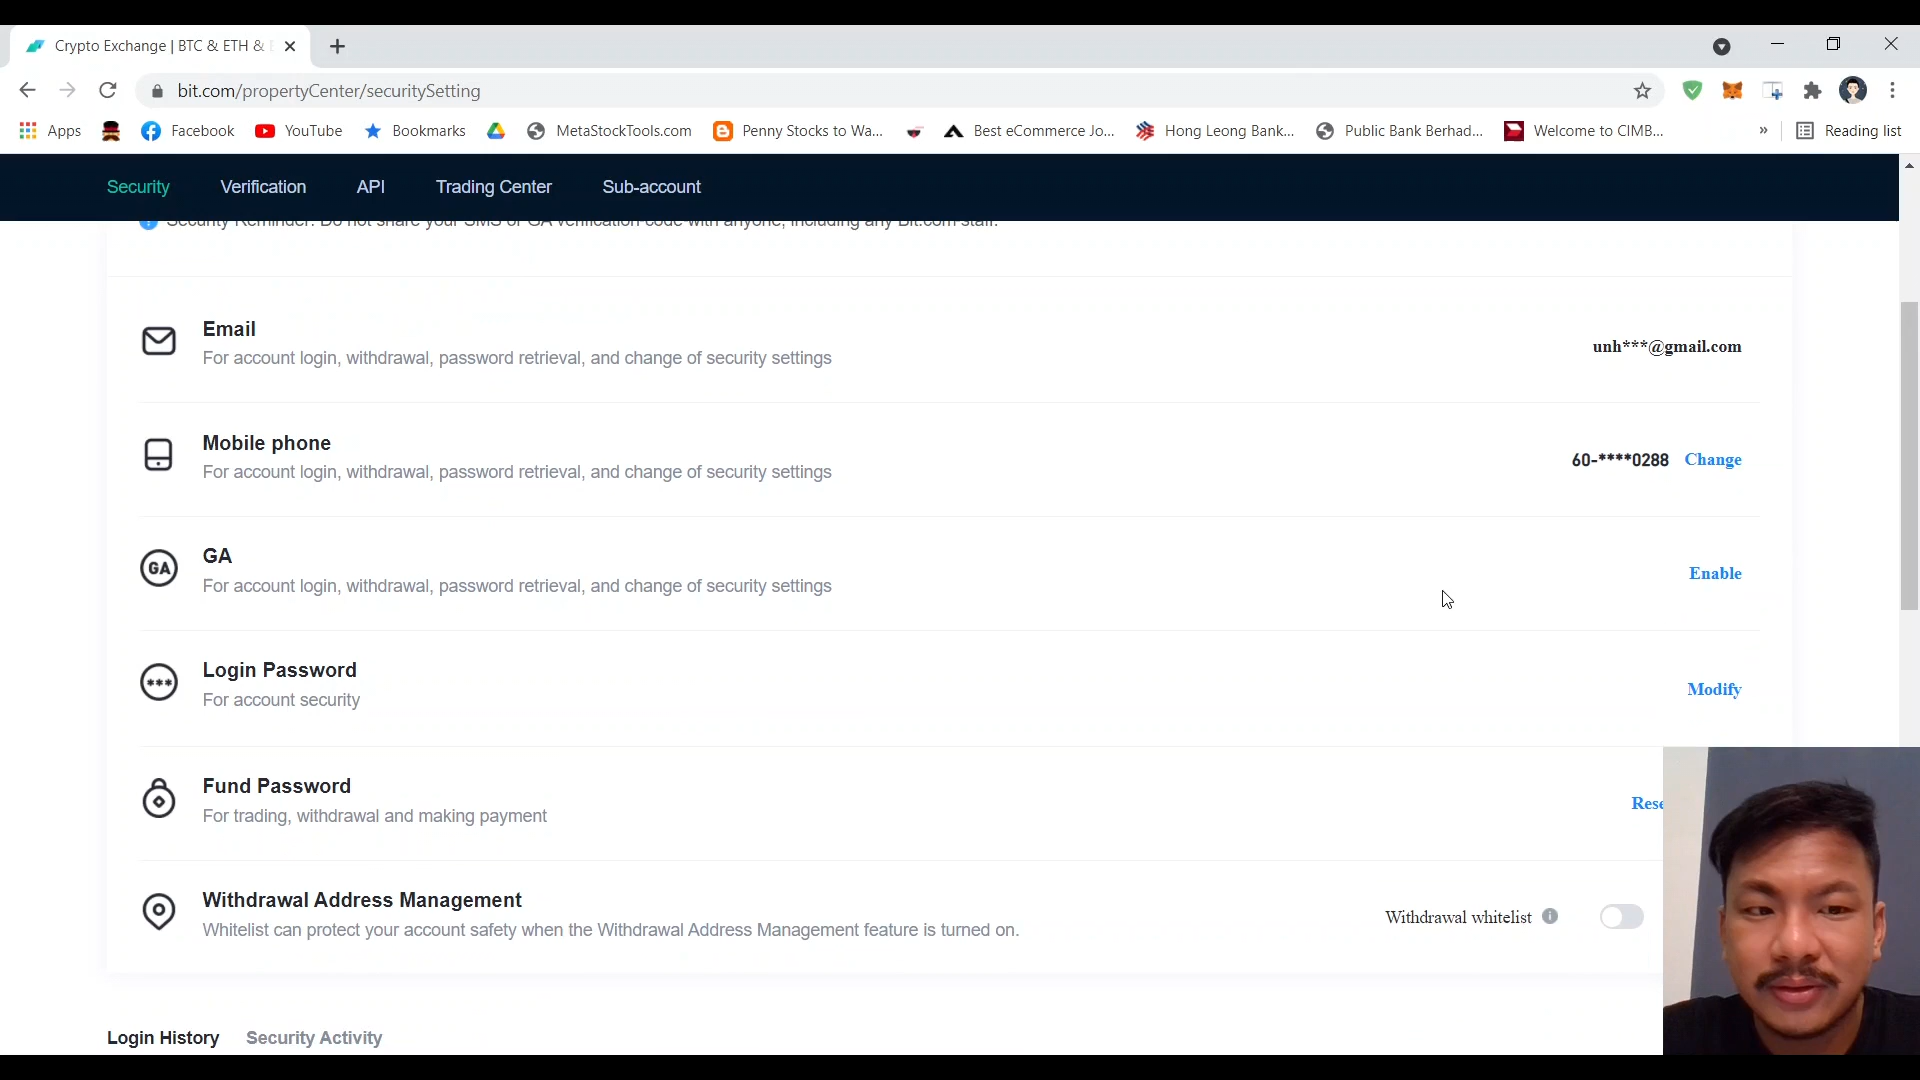 Crypto Exchange | BTC & ETH &
bit.com/propertyCenter/securitySetting
Apps
Facebook
YouTube
Bookmarks
MetaStockTools.com
Penny Stocks to Wa...
Best eCommerce Jo...
Hong Leong Bank...
Public Bank Berhad...
Welcome to CIMB...
»
Reading list
Security
Verification
API
Trading Center
Sub-account
Security Reminder: Do not share your SMS or GA verification code with anyone, including any Bit.com staff.
Email
For account login, withdrawal, password retrieval, and change of security settings
unh***@gmail.com
Mobile phone
For account login, withdrawal, password retrieval, and change of security settings
60-****0288 Change
GA
GA
For account login, withdrawal, password retrieval, and change of security settings
Enable
Login Password
For account security
Modify
Fund Password
For trading, withdrawal and making payment
Rese
Withdrawal Address Management
Whitelist can protect your account safety when the Withdrawal Address Management feature is turned on.
Withdrawal whitelist
Login History
Security Activity